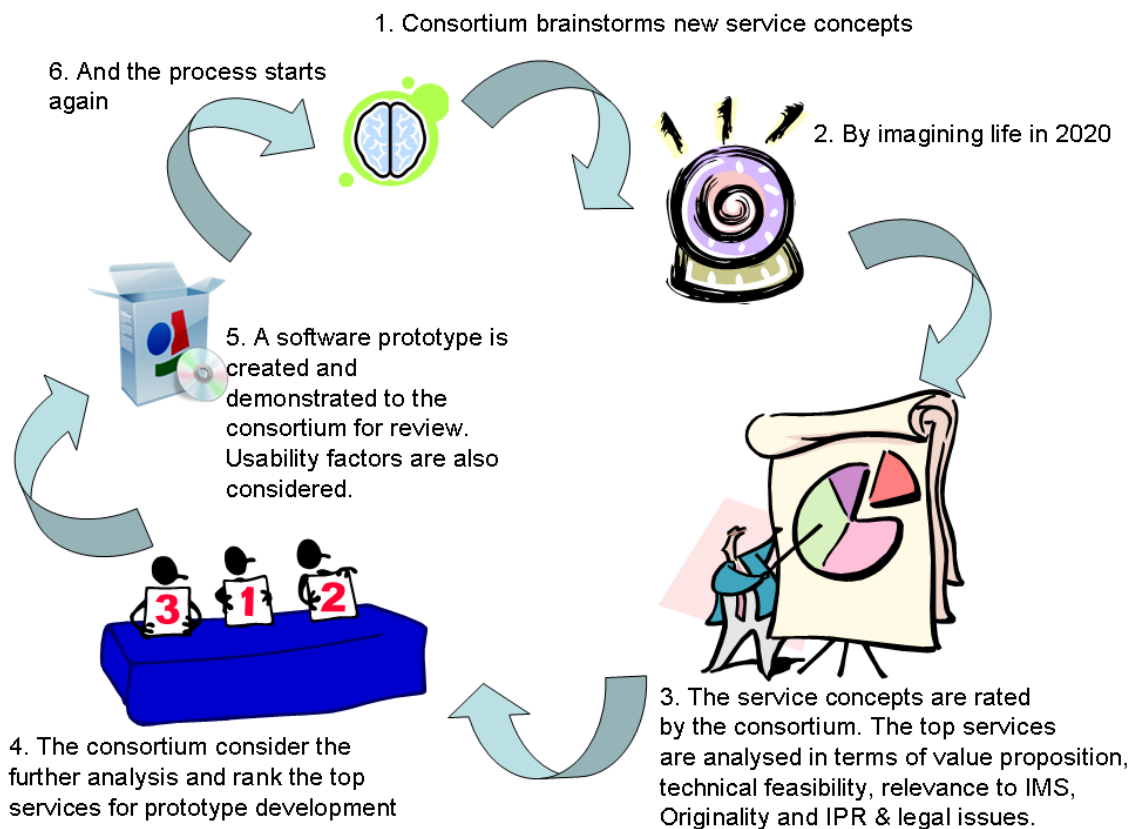 1. Consortium brainstorms new service concepts
2. By imagining life in 2020
3. The service concepts are rated
by the consortium. The top services
are analysed in terms of value proposition,
technical feasibility, relevance to IMS,
Originality and IPR & legal issues.
4. The consortium consider the
further analysis and rank the top
services for prototype development
3 1 2
5. A software prototype is
created and
demonstrated to the
consortium for review.
Usability factors are also
considered.
6. And the process starts
again